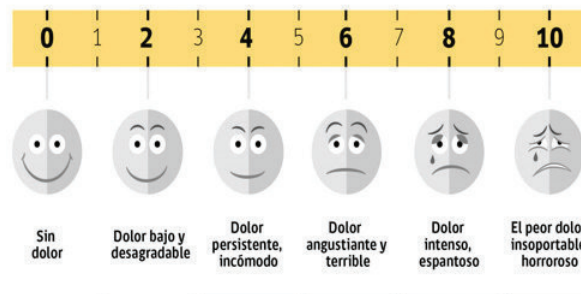 0 1 2 3 4 5 6 7 8 9 10
Sin
dolor
Dolor bajo y
desagradable
Dolor
persistente,
incómodo
Dolor
angustiante y
terrible
Dolor
intenso,
espantoso
El peor dolo
insoportable
horroroso